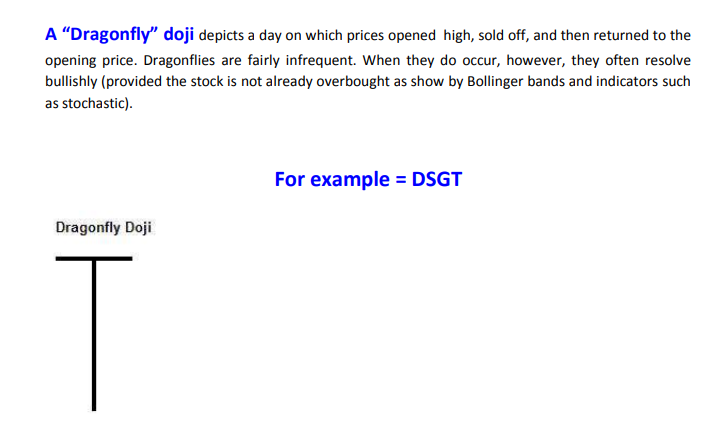 A “Dragonfly” doji depicts a day on which prices opened high, sold off, and then returned to the
opening price. Dragonflies are fairly infrequent. When they do occur, however, they often resolve
bullishly (provided the stock is not already overbought as show by Bollinger bands and indicators such
as stochastic).
For example = DSGT
Dragonfly Doji